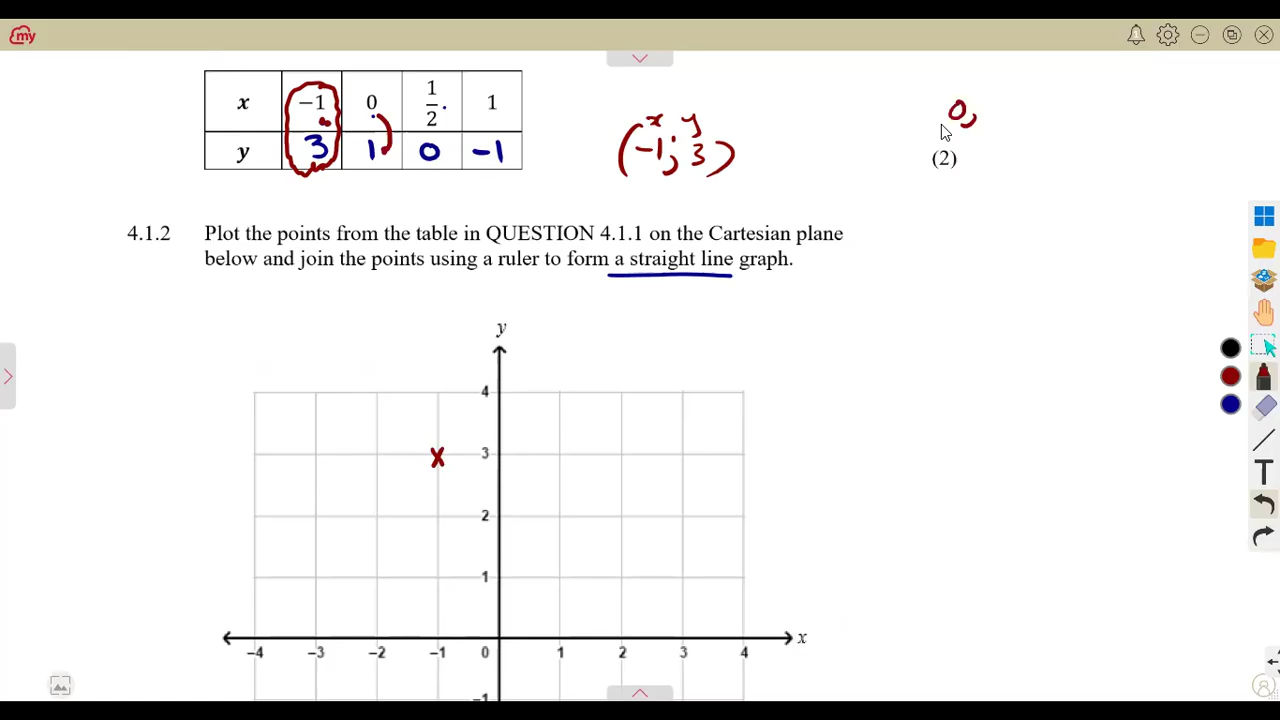 my
x −1 0 1/2 1
y 3 1 0 −1
x y
(−1; 3)
0,
(2)
4.1.2 Plot the points from the table in QUESTION 4.1.1 on the Cartesian plane
below and join the points using a ruler to form a straight line graph.
y
4
3
2
1
x
−4 −3 −2 −1 0 1 2 3 4
−1
T